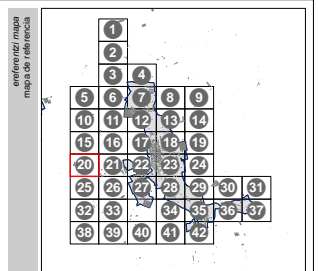 erreferentzi mapa
mapa de referencia
1
2
3 4
5 6 7 8 9
10 11 12 13 14
15 16 17 18 19
20 21 22 23 24
25 26 27 28 29 30 31
32 33 34 35 36 37
38 39 40 41 42